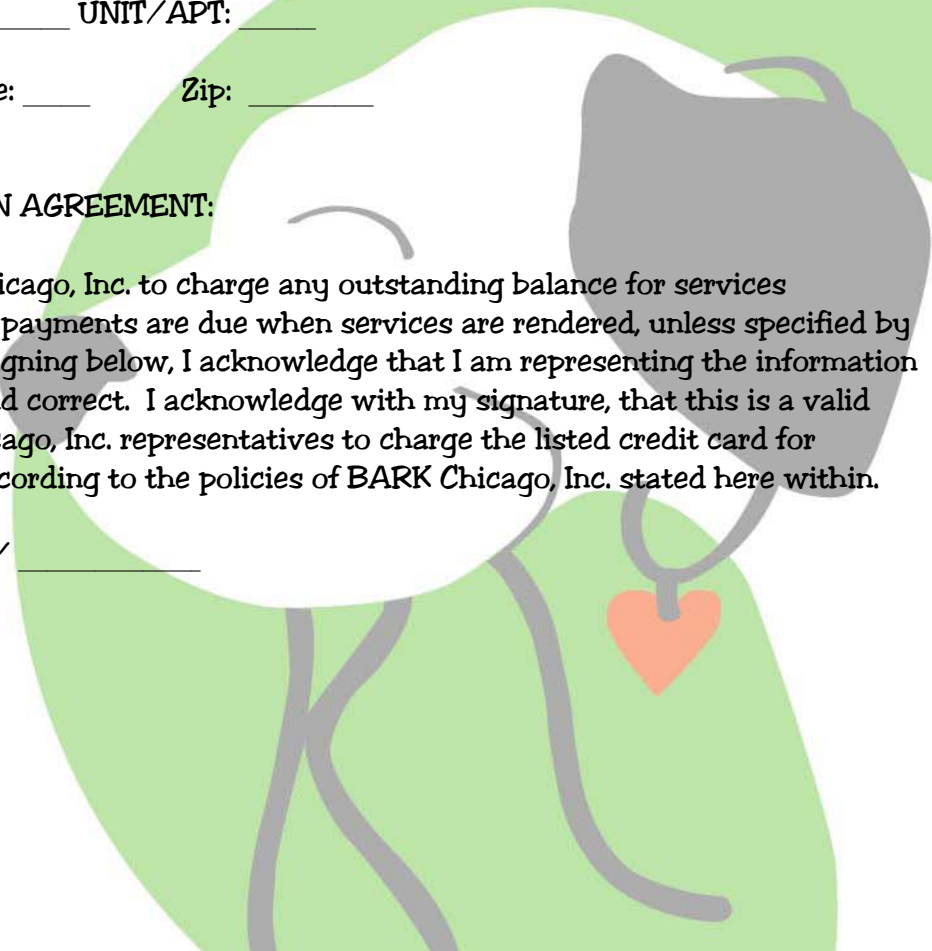 _____ UNIT/APT: _____
e: ____ Zip: ________
N AGREEMENT:
icago, Inc. to charge any outstanding balance for services
payments are due when services are rendered, unless specified by
gning below, I acknowledge that I am representing the information
d correct. I acknowledge with my signature, that this is a valid
ago, Inc. representatives to charge the listed credit card for
cording to the policies of BARK Chicago, Inc. stated here within.
/ ____________